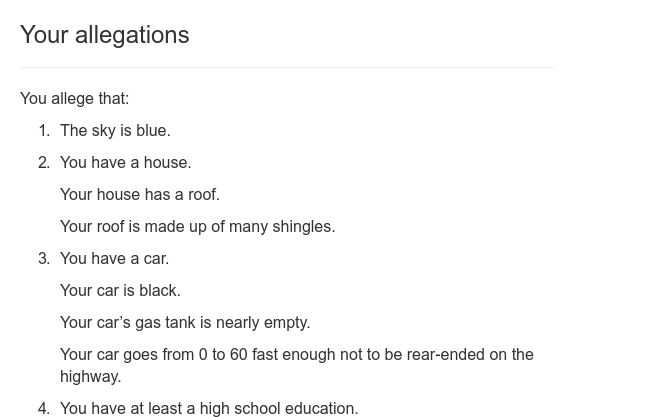 Your allegations
You allege that:
1. The sky is blue.
2. You have a house.
Your house has a roof.
Your roof is made up of many shingles.
3. You have a car.
Your car is black.
Your car’s gas tank is nearly empty.
Your car goes from 0 to 60 fast enough not to be rear-ended on the
highway.
4. You have at least a high school education.